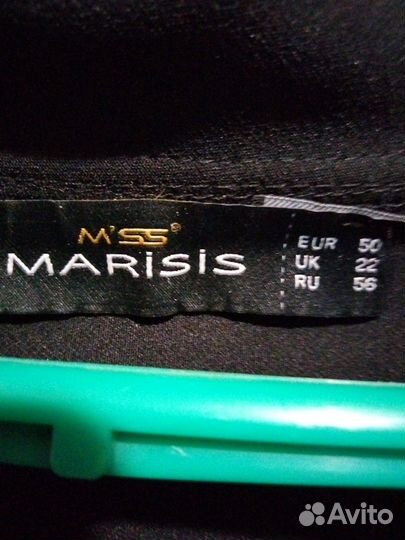 M'SS®
MARiSiS
EUR 50
UK 22
RU 56
Avito